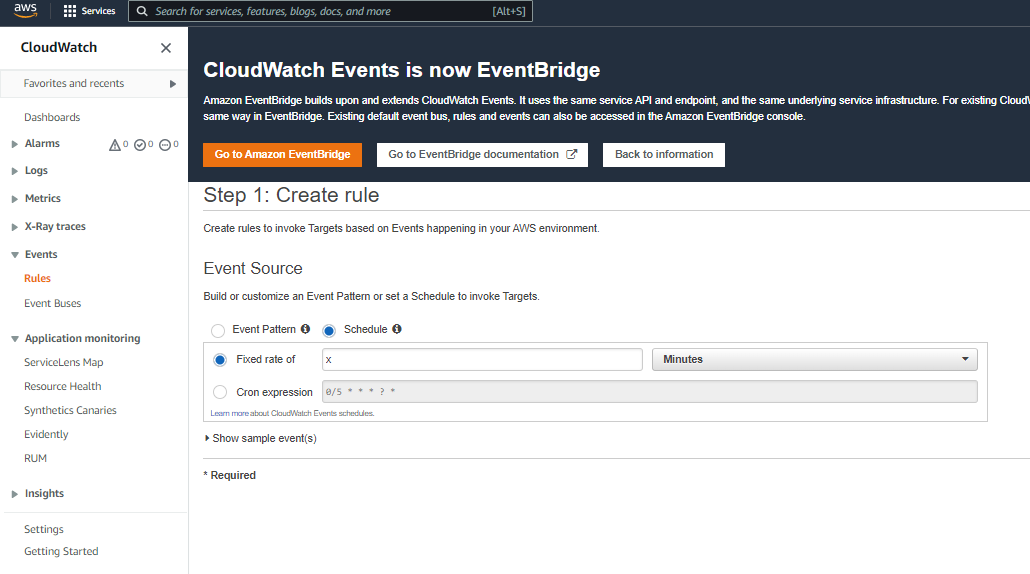 aws
Services
Search for services, features, blogs, docs, and more
[Alt+S]
CloudWatch
Favorites and recents
Dashboards
Alarms
0
0
0
Logs
Metrics
X-Ray traces
Events
Rules
Event Buses
Application monitoring
ServiceLens Map
Resource Health
Synthetics Canaries
Evidently
RUM
Insights
Settings
Getting Started
CloudWatch Events is now EventBridge
Amazon EventBridge builds upon and extends CloudWatch Events. It uses the same service API and endpoint, and the same underlying service infrastructure. For existing Cloud
same way in EventBridge. Existing default event bus, rules and events can also be accessed in the Amazon EventBridge console.
Go to Amazon EventBridge
Go to EventBridge documentation
Back to information
Step 1: Create rule
Create rules to invoke Targets based on Events happening in your AWS environment.
Event Source
Build or customize an Event Pattern or set a Schedule to invoke Targets.
Event Pattern
Schedule
Fixed rate of
x
Minutes
Cron expression
0/5 * * * ? *
Learn more about CloudWatch Events schedules.
Show sample event(s)
* Required